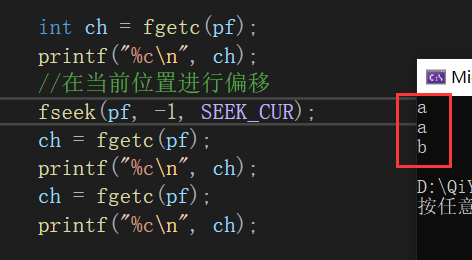 int ch = fgetc(pf);
printf("%c\n", ch);
//在当前位置进行偏移
fseek(pf, -1, SEEK_CUR);
ch = fgetc(pf);
printf("%c\n", ch);
ch = fgetc(pf);
printf("%c\n", ch);
C:\ Mi
a
a
b
D:\QiY
按任意